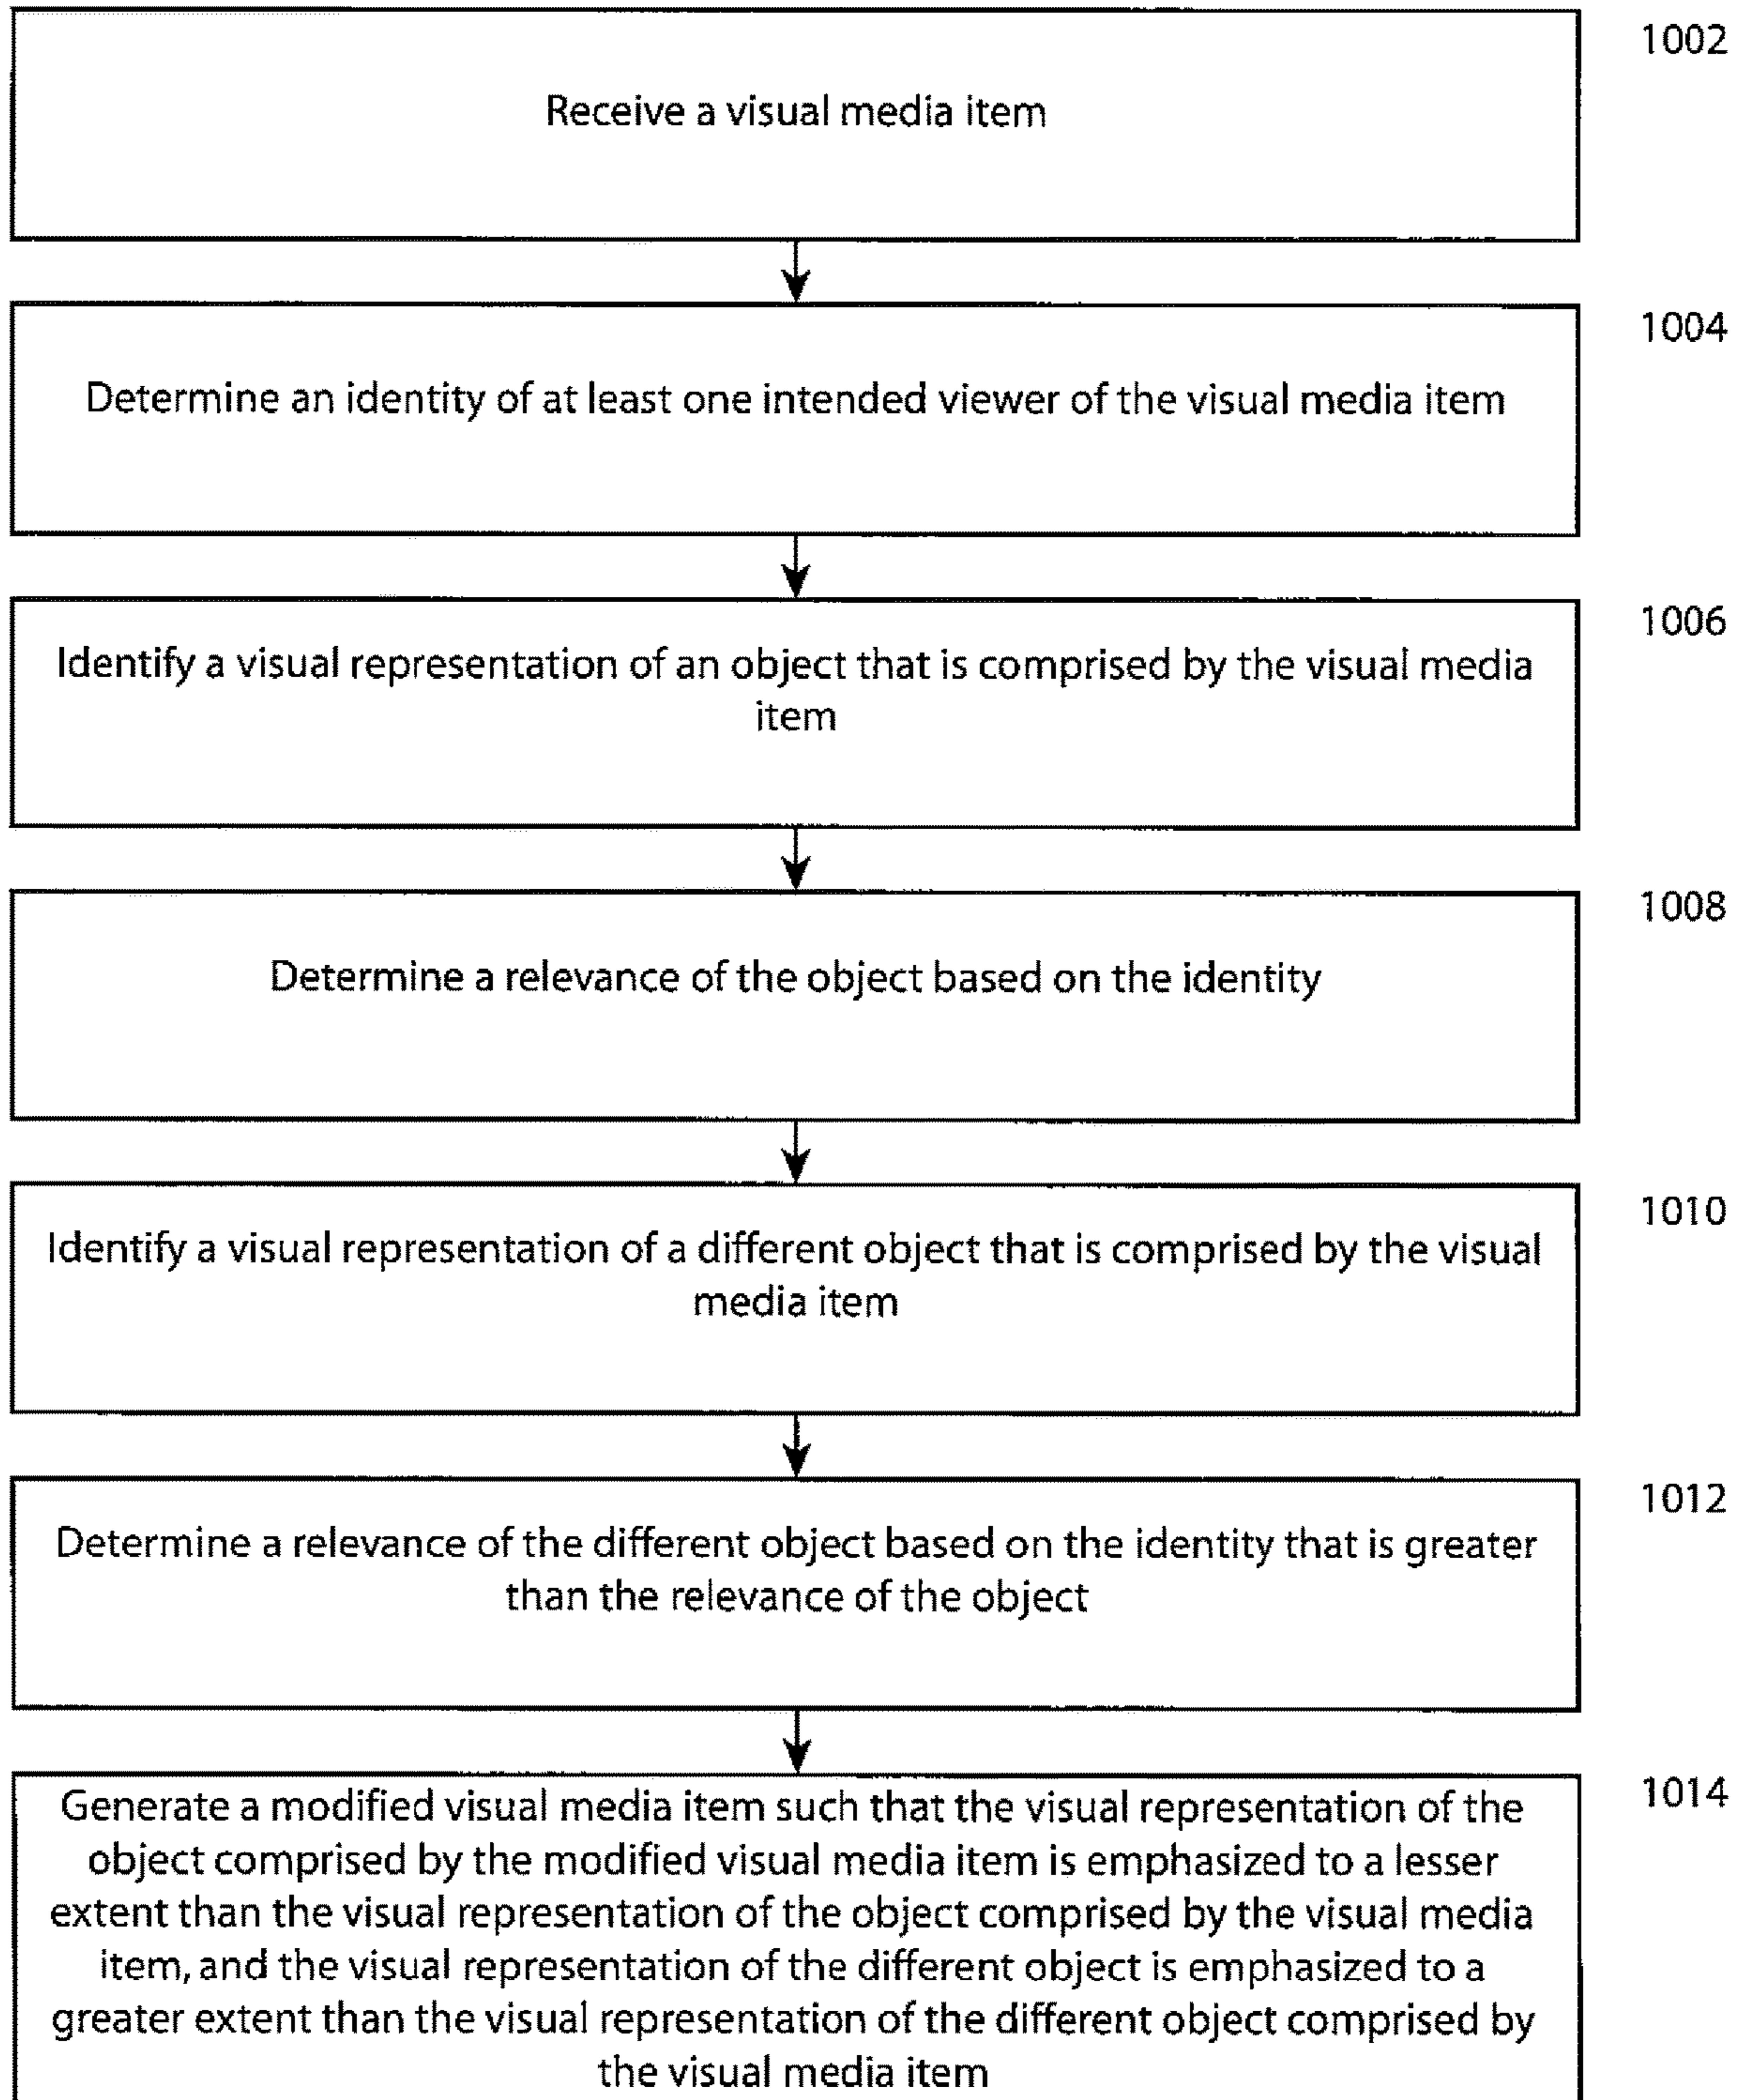 1002
Receive a visual media item
1004
Determine an identity of at least one intended viewer of the visual media item
1006
Identify a visual representation of an object that is comprised by the visual media
item
1008
Determine a relevance of the object based on the identity
1010
Identify a visual representation of a different object that is comprised by the visual
media item
1012
Determine a relevance of the different object based on the identity that is greater
than the relevance of the object
1014
Generate a modified visual media item such that the visual representation of the
object comprised by the modified visual media item is emphasized to a lesser
extent than the visual representation of the object comprised by the visual media
item, and the visual representation of the different object is emphasized to a
greater extent than the visual representation of the different object comprised by
the visual media item